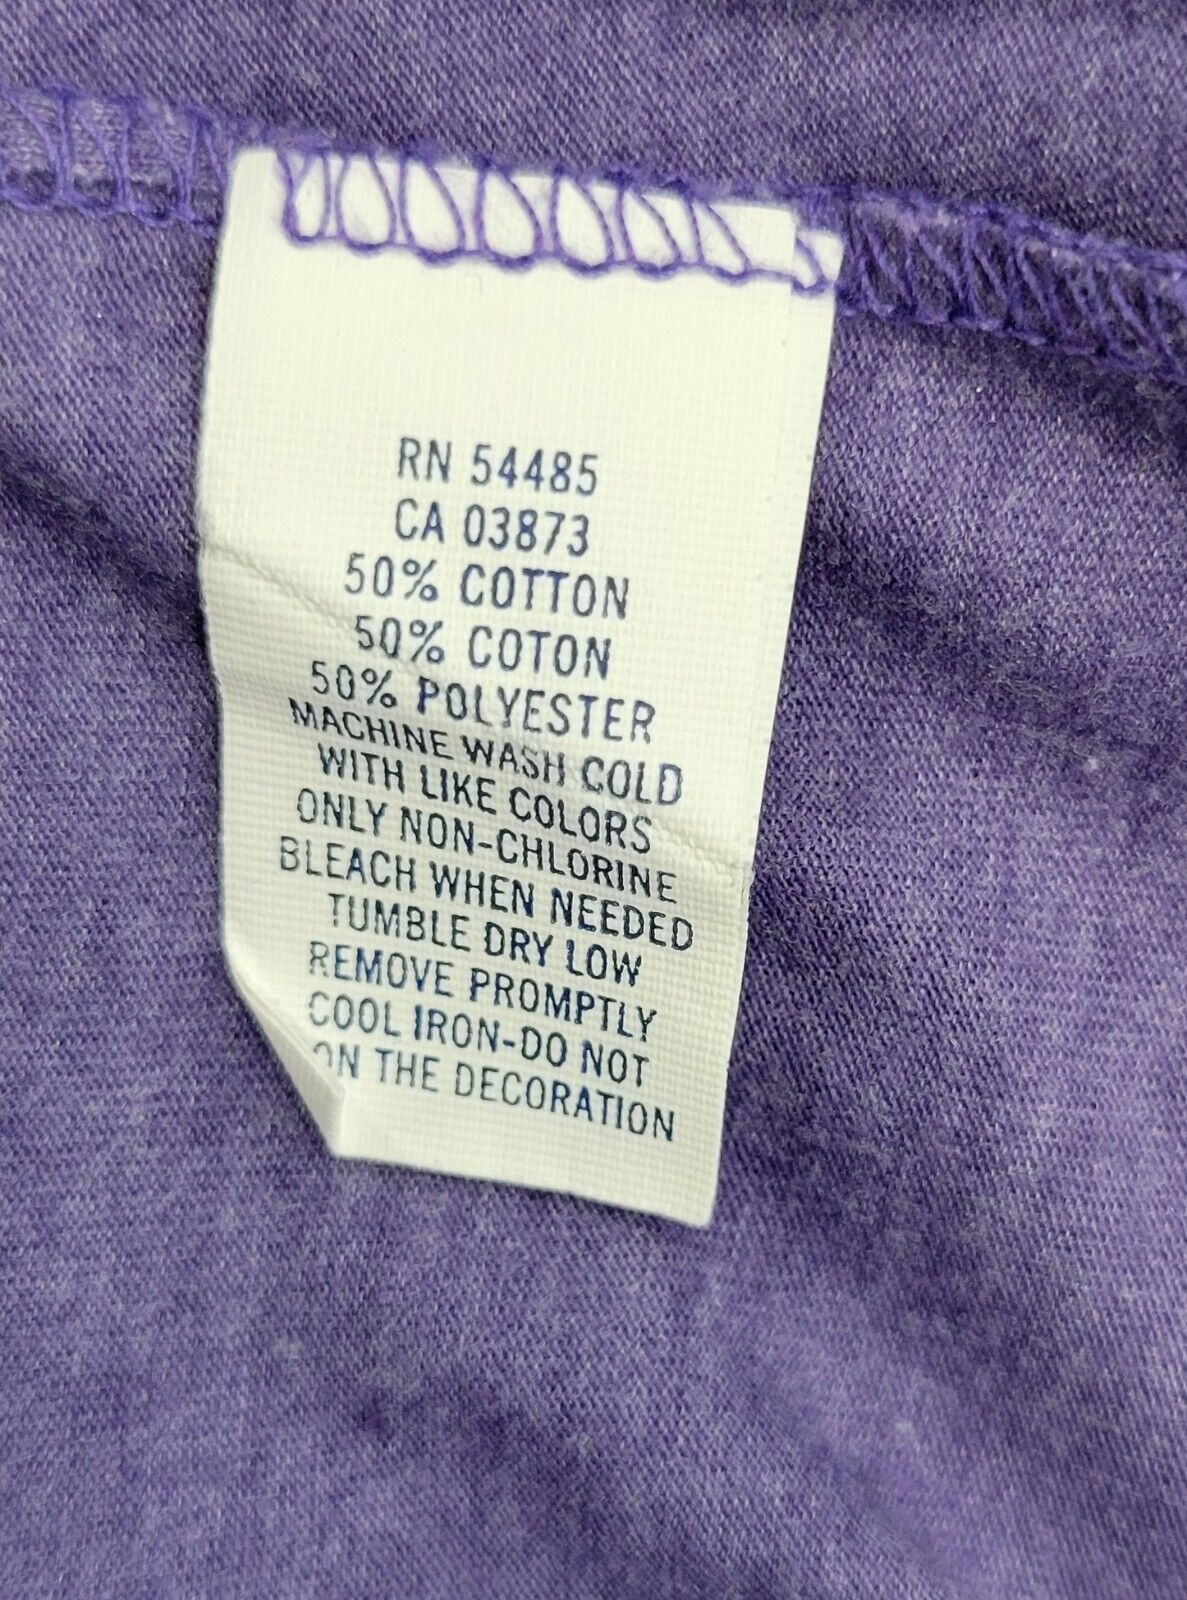 RN 54485
CA 03873
50% COTTON
50% COTON
50% POLYESTER
MACHINE WASH COLD
WITH LIKE COLORS
ONLY NON-CHLORINE
BLEACH WHEN NEEDED
TUMBLE DRY LOW
REMOVE PROMPTLY
COOL IRON-DO NOT
ON THE DECORATION